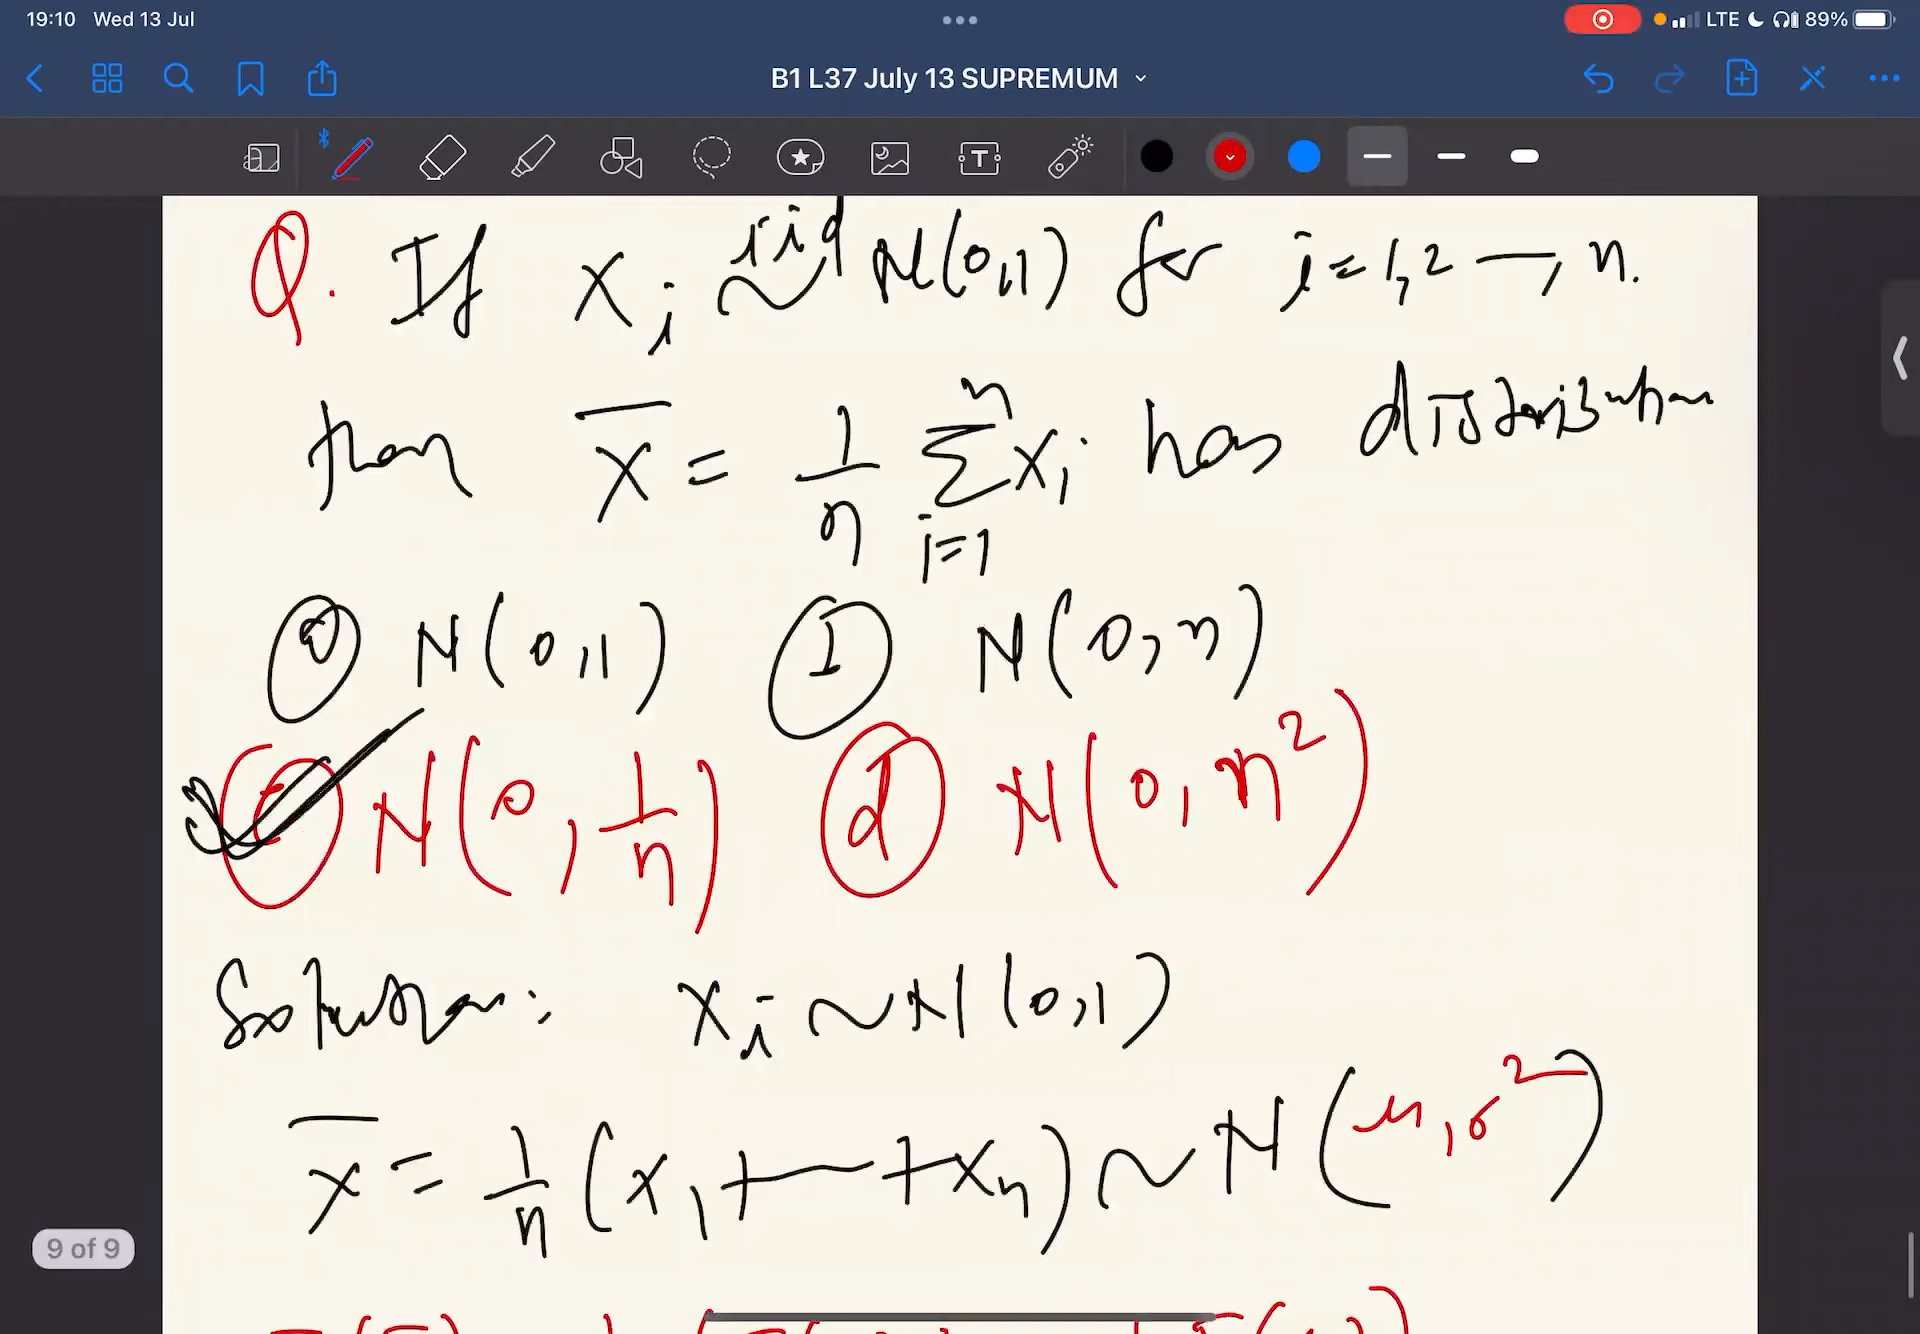 19:10 Wed 13 Jul
LTE 89%
B1 L37 July 13 SUPREMUM
Q. If Xi iid ~ N(0,1) for i=1,2 —, n.
then X̄ = 1/n Σ_{i=1}^{n} Xi has distribution
ⓐ N(0,1) ⓑ N(0,n)
ⓒ N(0, 1/n) ⓓ N(0, n²)
Solution: Xi ~ N(0,1)
X̄ = 1/n (X1+—+Xn) ~ N(μ, σ²)
9 of 9